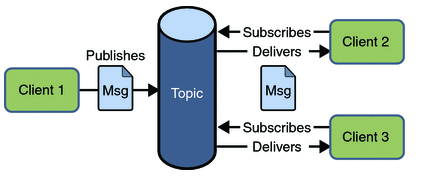 Publishes
Client 1
Msg
Topic
Subscribes
Delivers
Client 2
Msg
Subscribes
Delivers
Client 3